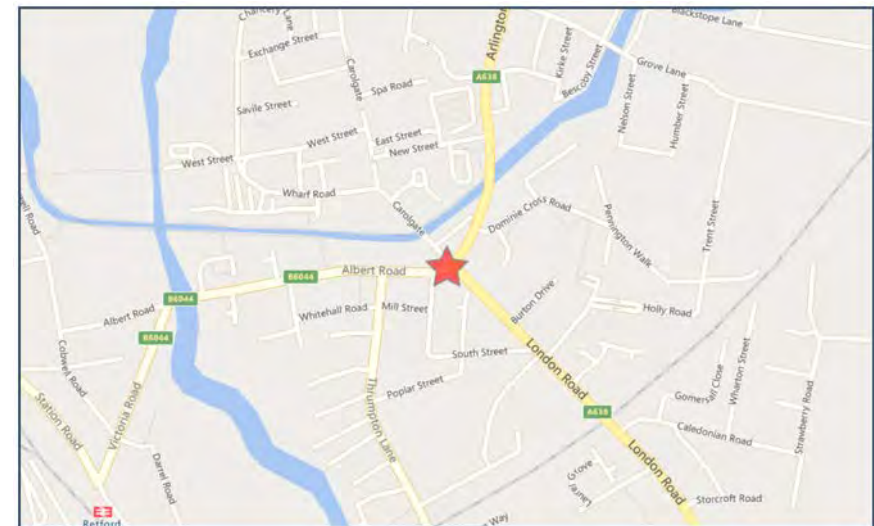 Chancery Lane
Blackstope Lane
Arlington
Exchange Street
Carolgate
Kirke Street
Bescoby Street
Grove Lane
A638
Spa Road
Nelson Street
Humber Street
Savile Street
East Street
West Street
New Street
West Street
Wharf Road
Carolgate
Dominie Cross Road
Pennington Walk
Trent Street
Road
Albert Road
B6044
B6044
Albert Road
Whitehall Road
Mill Street
Burton Drive
Holly Road
B6044
Cobwell Road
South Street
London Road
Poplar Street
Thrumpton Lane
Victoria Road
Station Road
Gomersall Close
Wharton Street
Strawberry Road
A638
Caledonian Road
London Road
Darrel Road
Grove
Laurel
Storcroft Road
Way
Retford